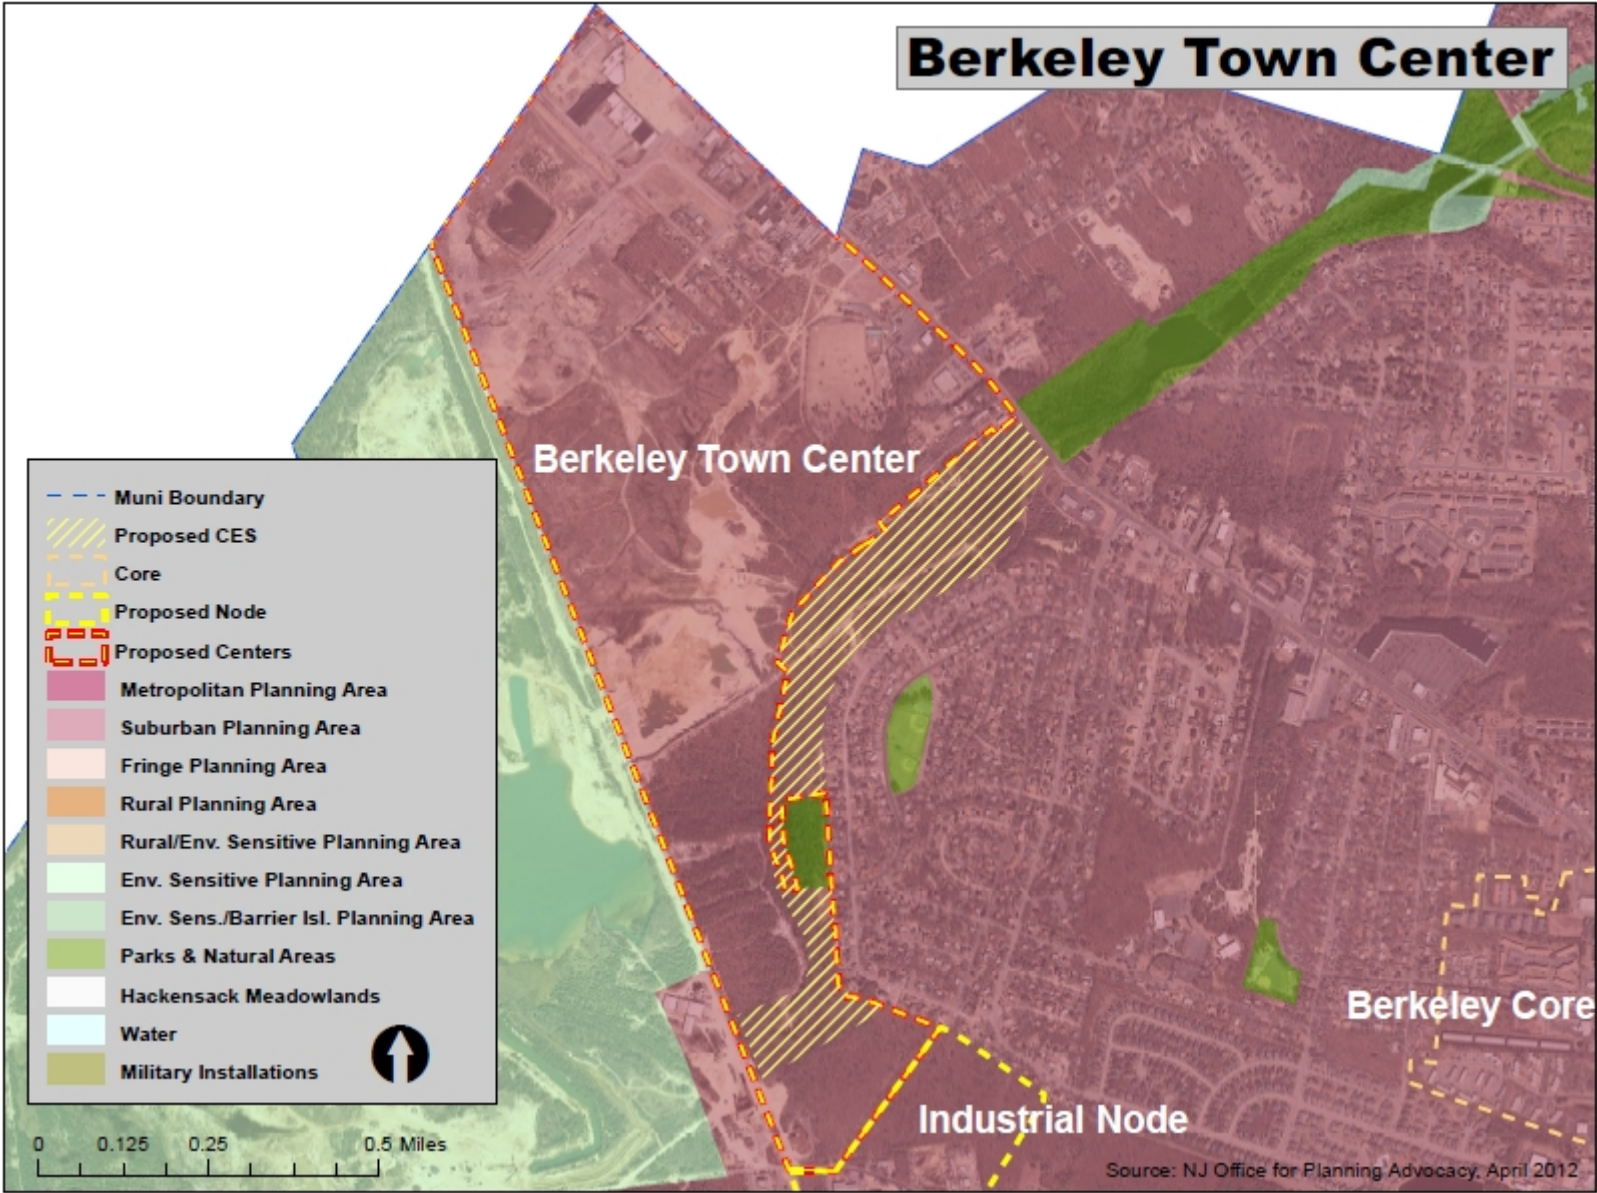 Berkeley Town Center
Berkeley Town Center
Muni Boundary
Proposed CES
Core
Proposed Node
Proposed Centers
Metropolitan Planning Area
Suburban Planning Area
Fringe Planning Area
Rural Planning Area
Rural/Env. Sensitive Planning Area
Env. Sensitive Planning Area
Env. Sens./Barrier Isl. Planning Area
Parks & Natural Areas
Hackensack Meadowlands
Water
Military Installations
Berkeley Core
Industrial Node
0 0.125 0.25 0.5 Miles
Source: NJ Office for Planning Advocacy, April 2012